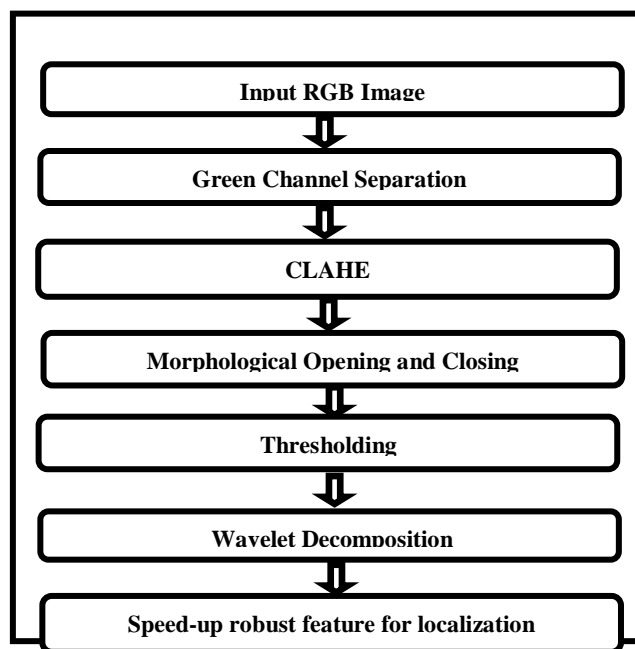 Input RGB Image
Green Channel Separation
CLAHE
Morphological Opening and Closing
Thresholding
Wavelet Decomposition
Speed-up robust feature for localization